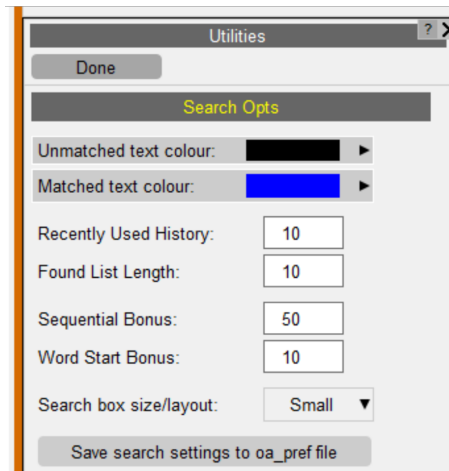 Utilities
?
Done
Search Opts
Unmatched text colour:
Matched text colour:
Recently Used History: 10
Found List Length: 10
Sequential Bonus: 50
Word Start Bonus: 10
Search box size/layout: Small
Save search settings to oa_pref file